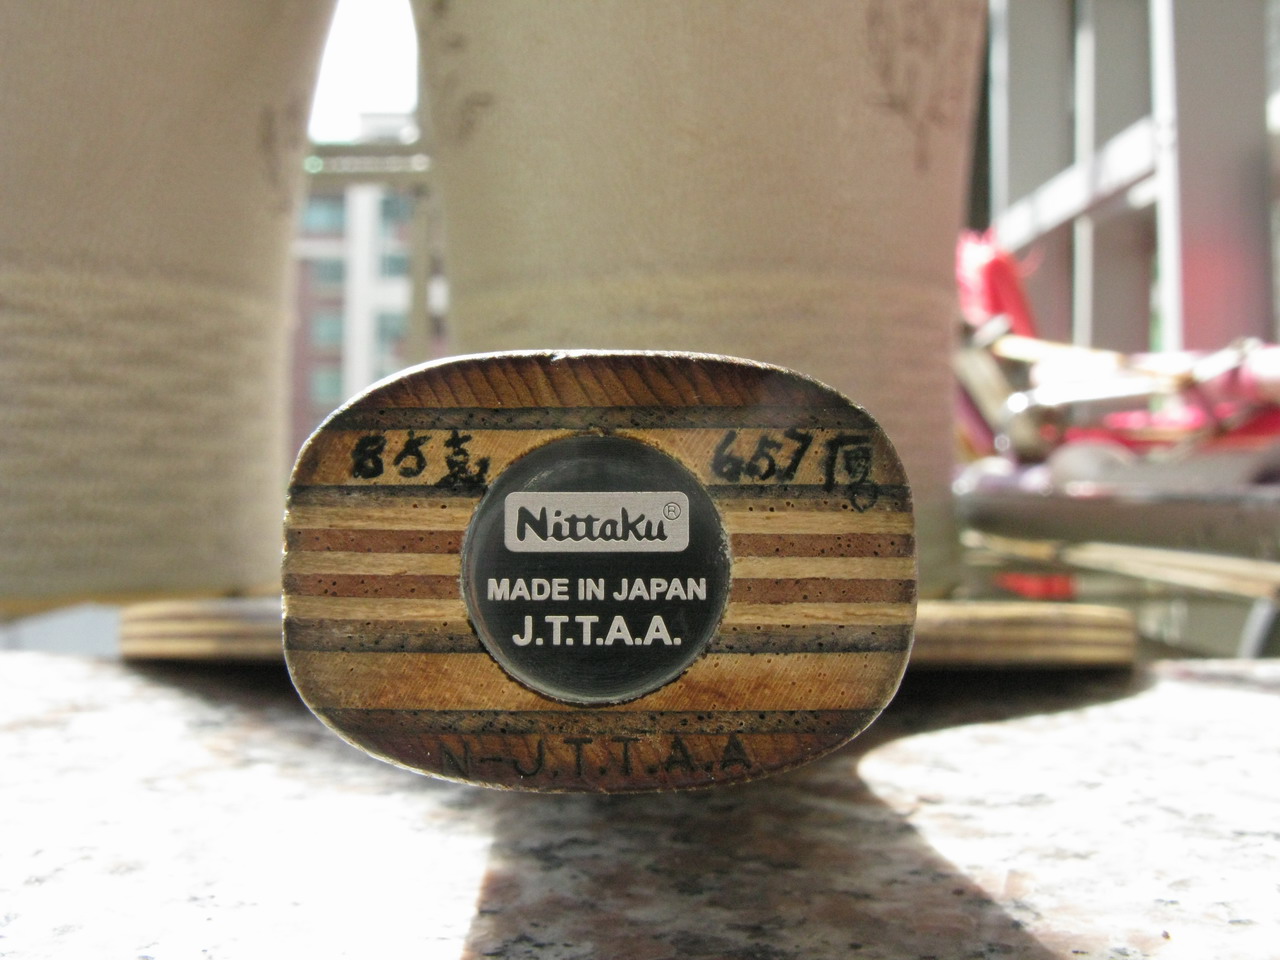 85克 657厚
Nittaku®
MADE IN JAPAN
J.T.T.A.A.
N-J.T.T.A.A